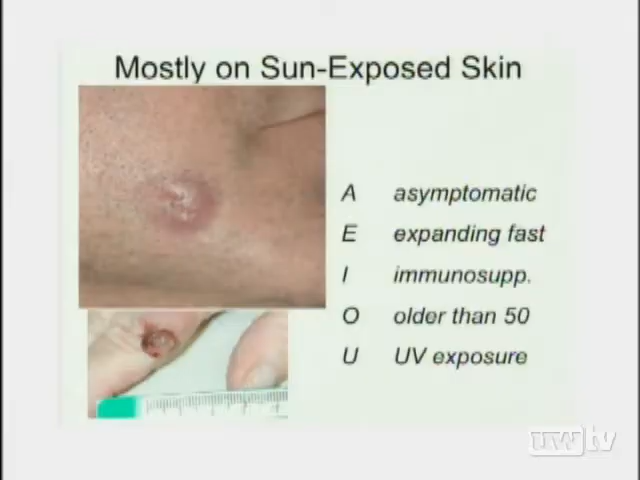 Mostly on Sun-Exposed Skin
A asymptomatic
E expanding fast
I immunosupp.
O older than 50
U UV exposure
uwtv